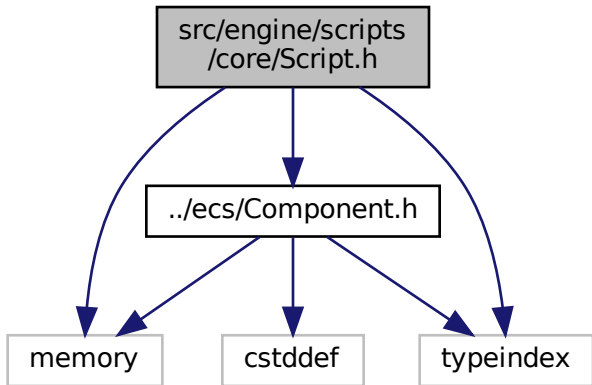 src/engine/scripts
/core/Script.h
../ecs/Component.h
memory
cstddef
typeindex